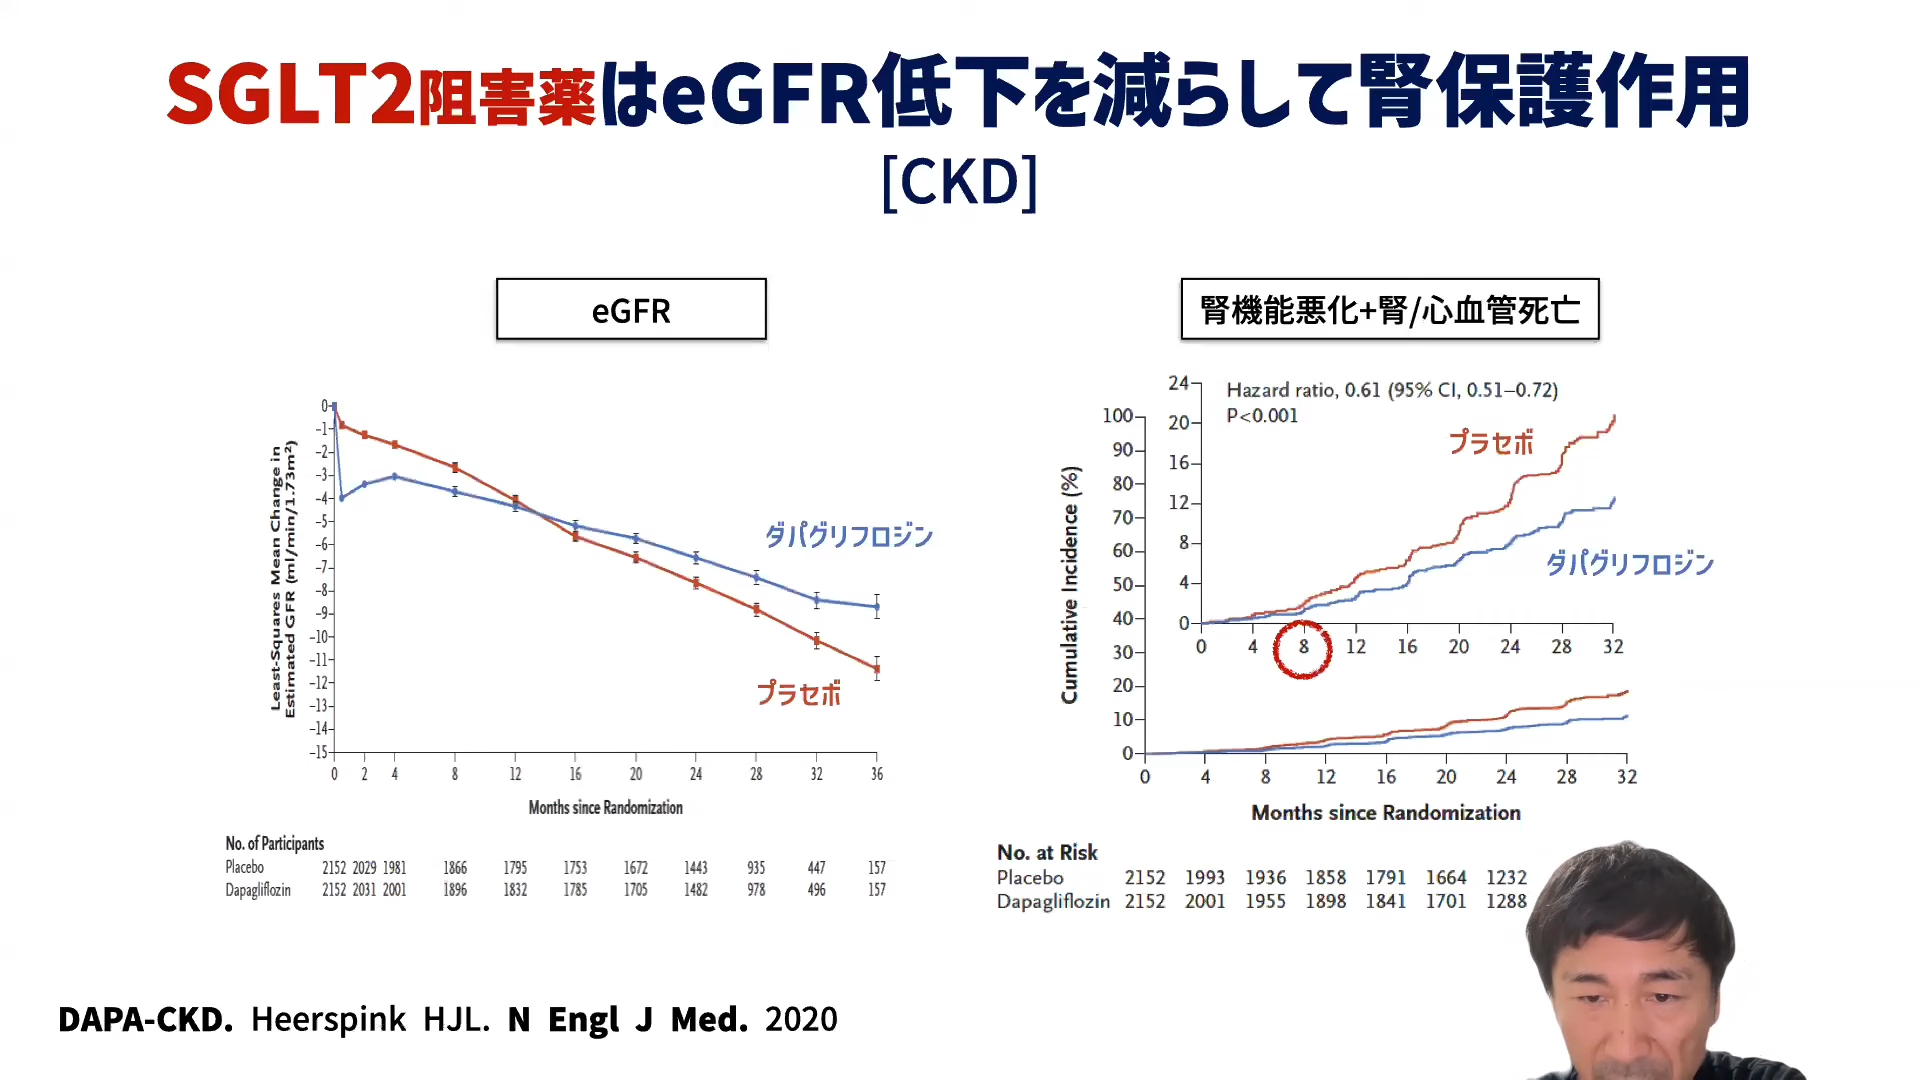 SGLT2阻害薬はeGFR低下を減らして腎保護作用
[CKD]
eGFR
Least-Squares Mean Change in
Estimated GFR (ml/min/1.73m²)
0
-1
-2
-3
-4
-5
-6
-7
-8
-9
-10
-11
-12
-13
-14
-15
ダパグリフロジン
プラセボ
0 2 4 8 12 16 20 24 28 32 36
Months since Randomization
No. of Participants
Placebo 2152 2029 1981 1866 1795 1753 1672 1443 935 447 157
Dapagliflozin 2152 2031 2001 1896 1832 1785 1705 1482 978 496 157
腎機能悪化+腎/心血管死亡
Cumulative Incidence (%)
100
90
80
70
60
50
40
30
20
10
0
24
20
16
12
8
4
0
Hazard ratio, 0.61 (95% CI, 0.51–0.72)
P<0.001
プラセボ
ダパグリフロジン
0 4 8 12 16 20 24 28 32
0 4 8 12 16 20 24 28 32
Months since Randomization
No. at Risk
Placebo 2152 1993 1936 1858 1791 1664 1232
Dapagliflozin 2152 2001 1955 1898 1841 1701 1288
DAPA-CKD. Heerspink HJL. N Engl J Med. 2020